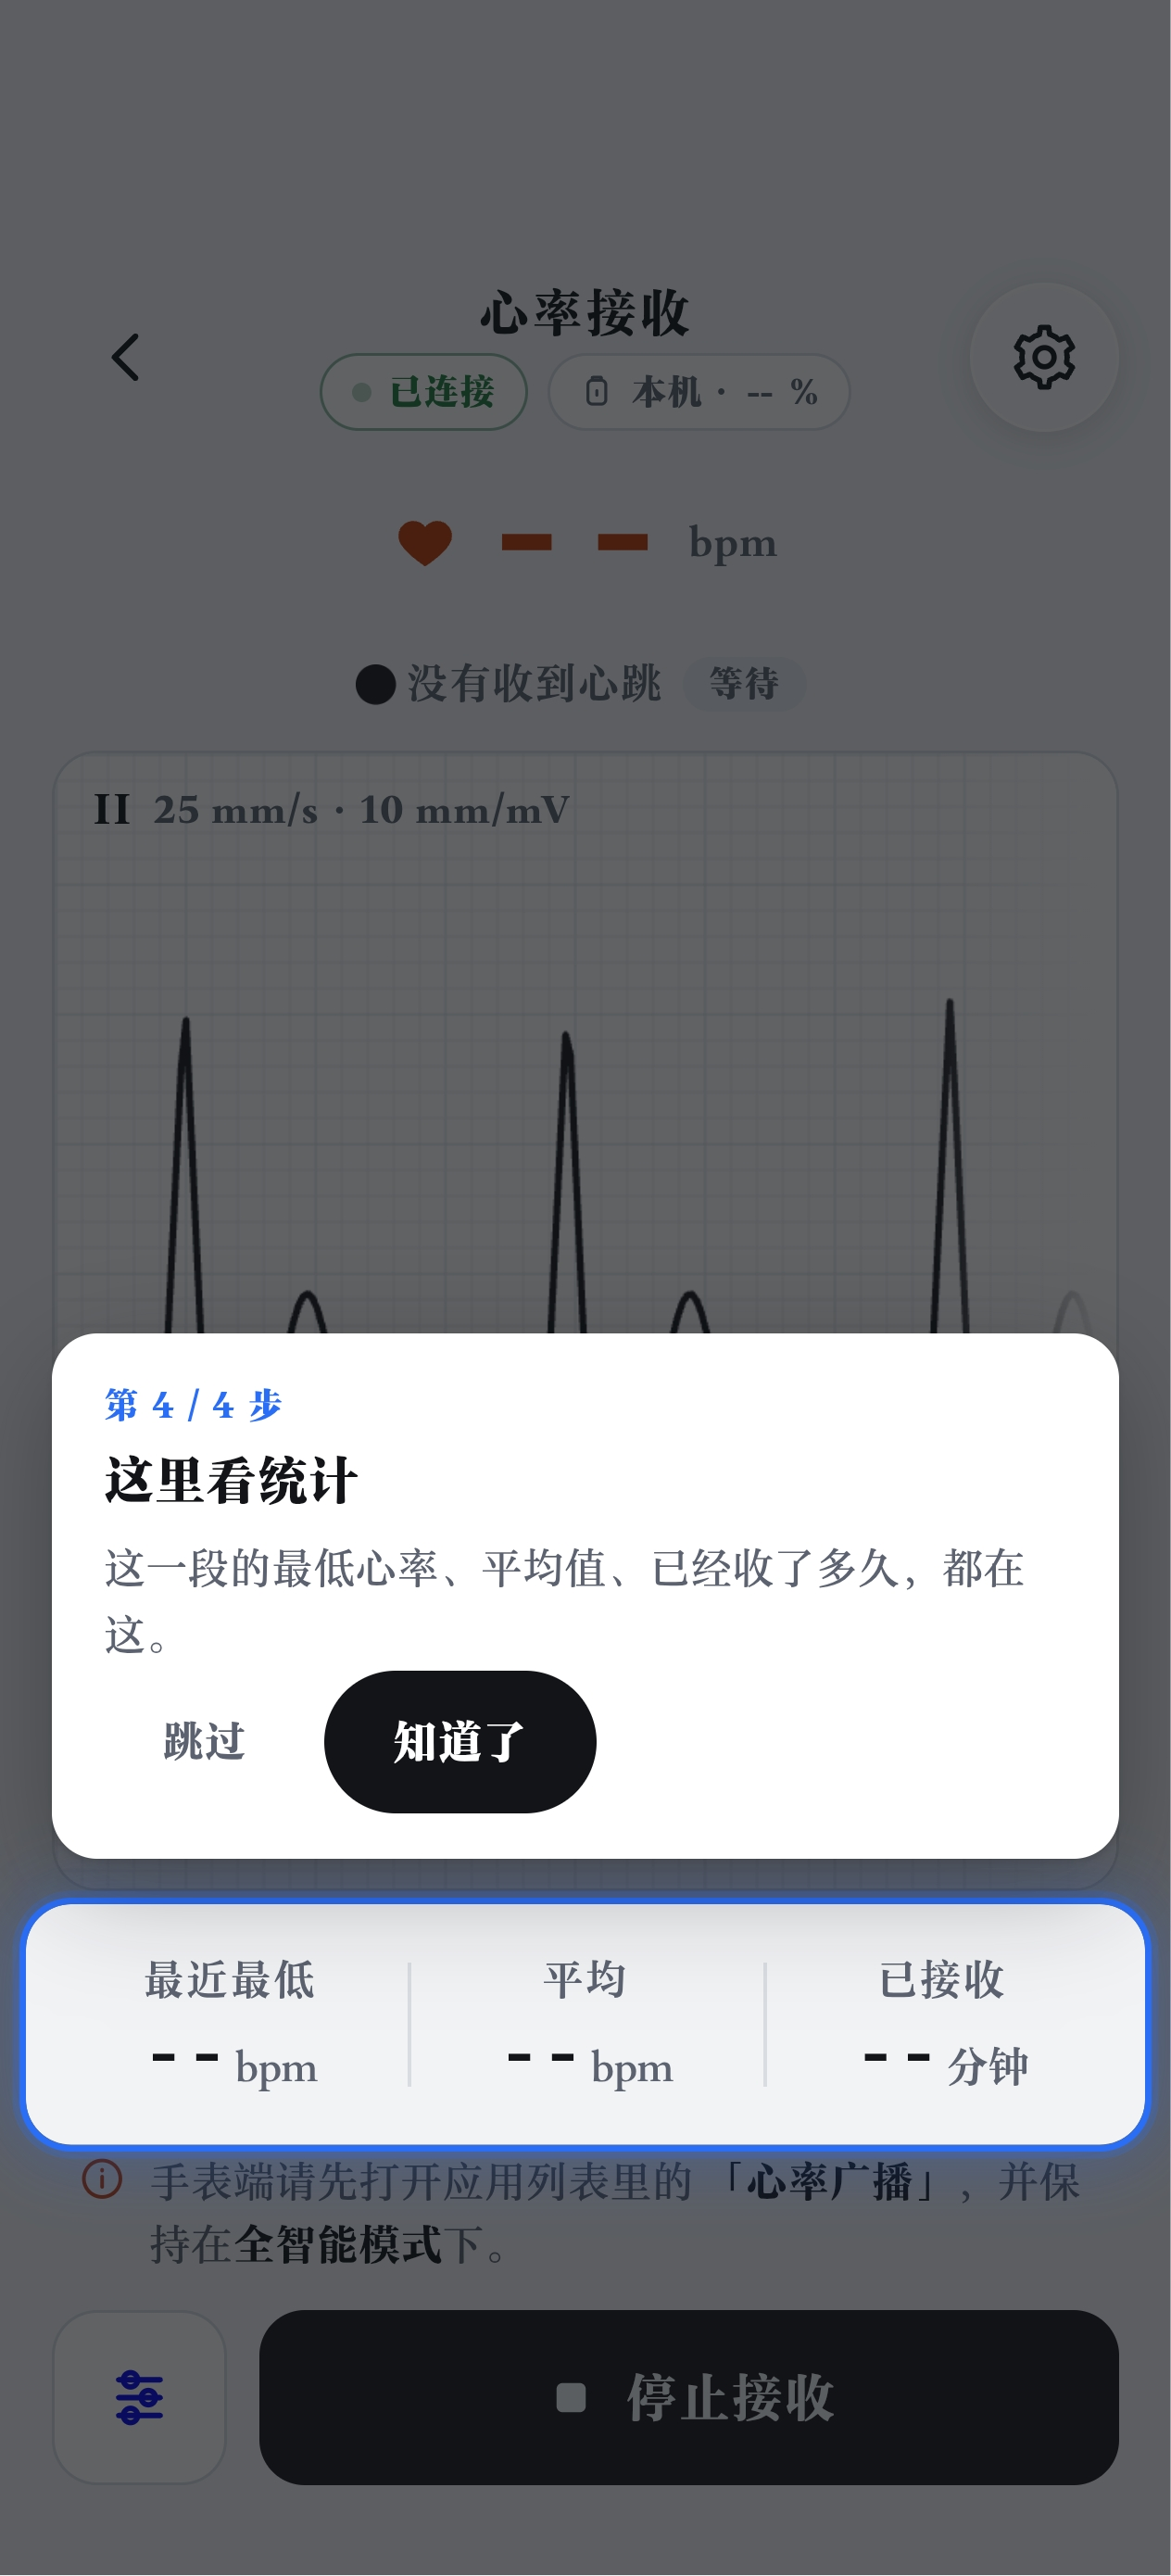 心率接收
已连接
本机 · -- %
-- bpm
没有收到心跳 等待
II 25 mm/s · 10 mm/mV
第 4 / 4 步
这里看统计
这一段的最低心率、平均值、已经收了多久，都在
这。
跳过 知道了
最近最低 平均 已接收
-- bpm -- bpm -- 分钟
手表端请先打开应用列表里的「心率广播」，并保
持在全智能模式下。
停止接收